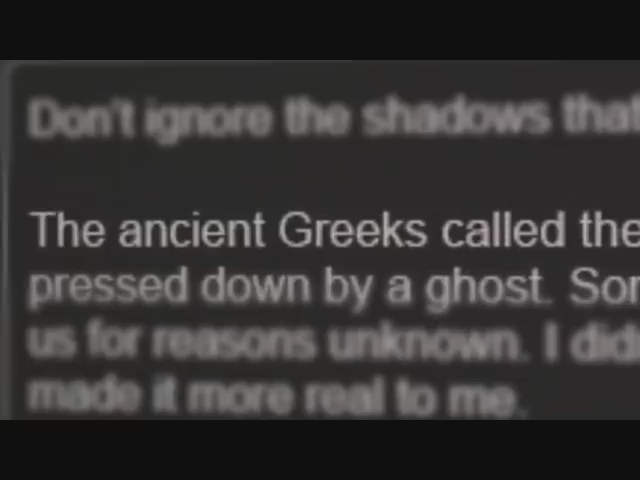 Don't ignore the shadows that
The ancient Greeks called the
pressed down by a ghost. Som
us for reasons unknown. I did
made it more real to me.